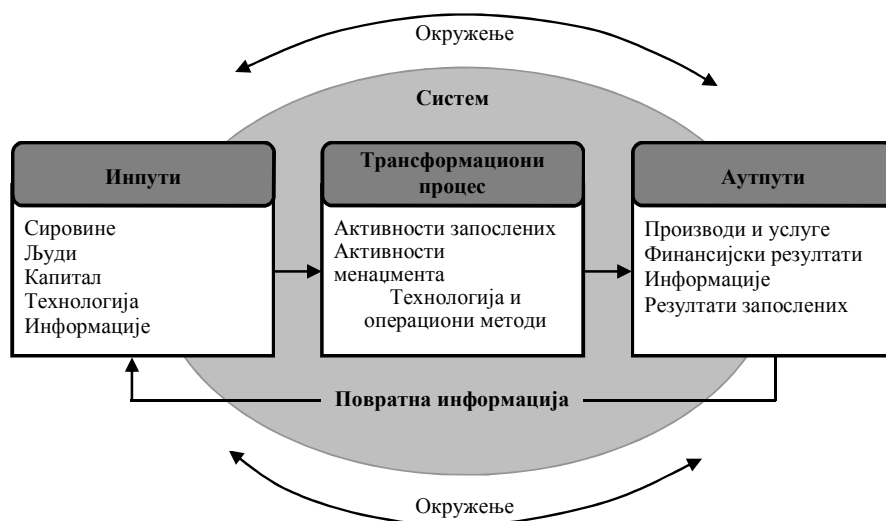 Окружење
Систем
Инпути
Сировине
Људи
Капитал
Технологија
Информације
Трансформациони
процес
Активности запослених
Активности
менаџмента
Технологија и
операциони методи
Аутпути
Производи и услуге
Финансијски резултати
Информације
Резултати запослених
Повратна информација
Окружење